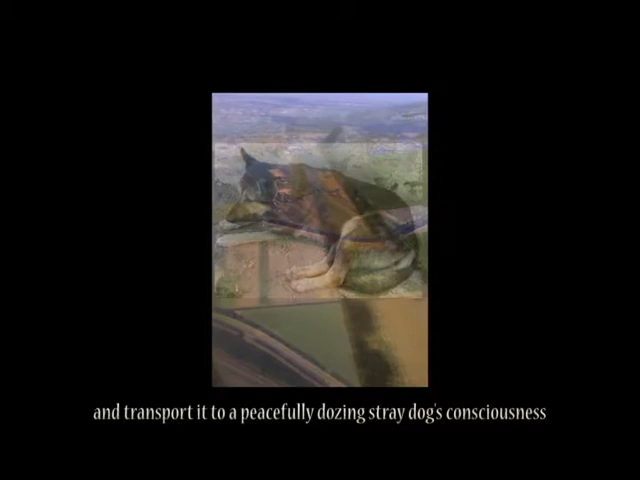 and transport it to a peacefully dozing stray dog's consciousness